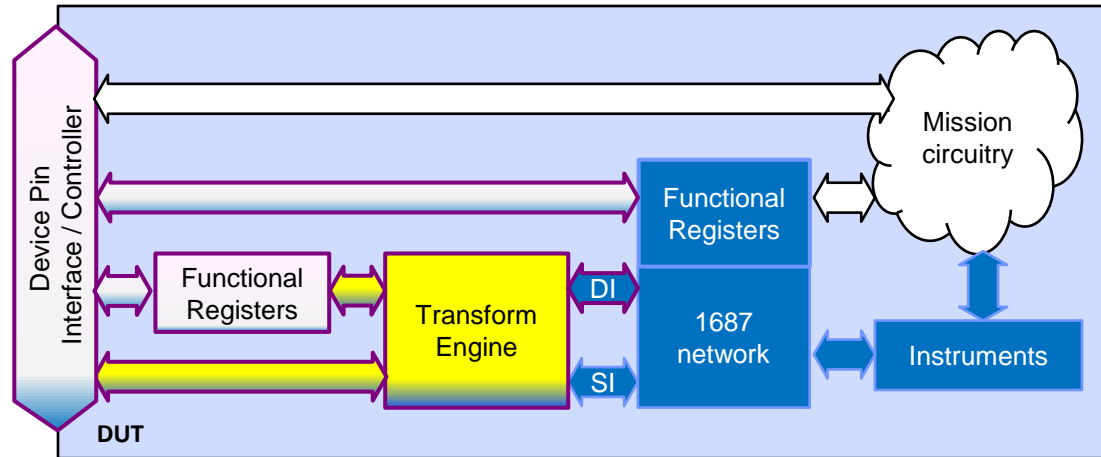 Device Pin
Interface / Controller
Mission
circuitry
Functional
Registers
Functional
Registers
Transform
Engine
DI
SI
1687
network
Instruments
DUT